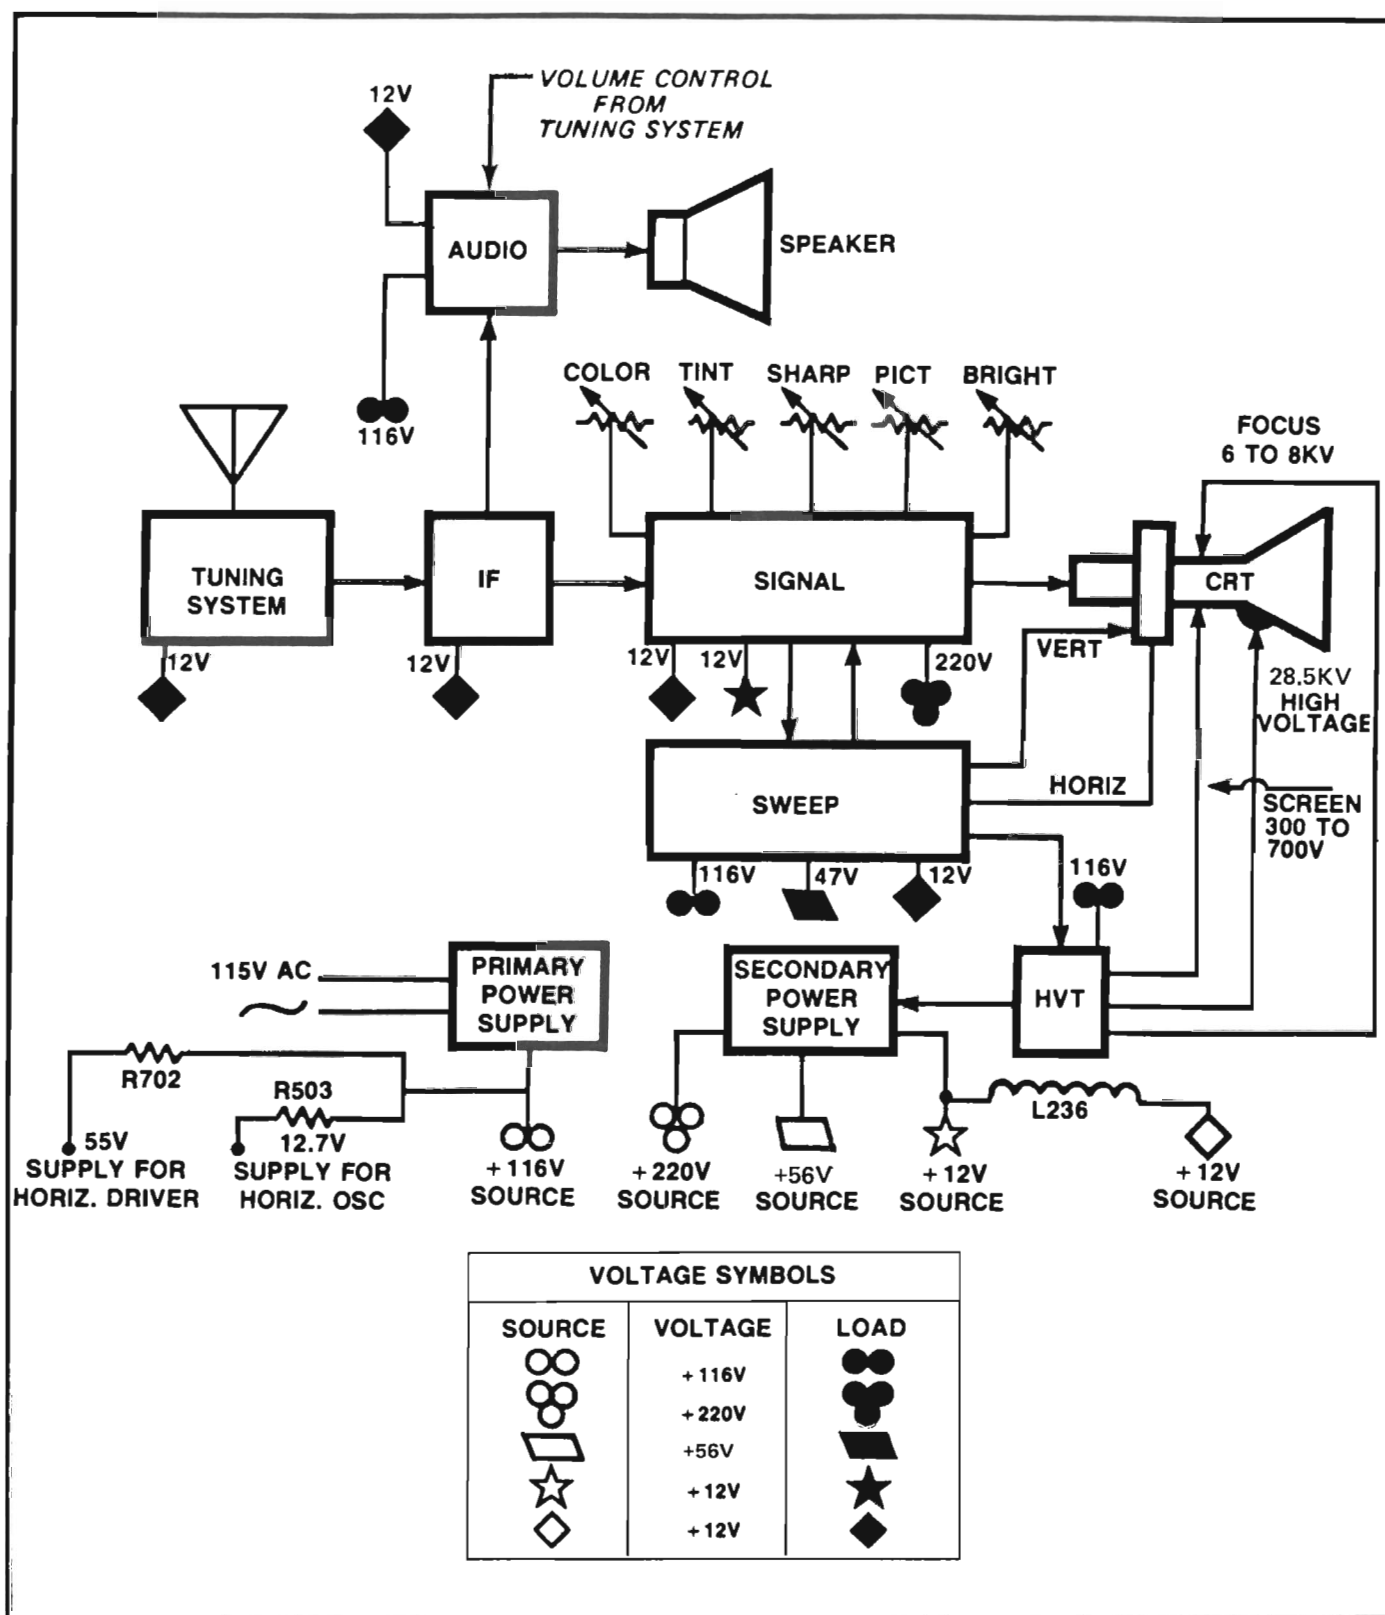 VOLUME CONTROL
FROM
TUNING SYSTEM
12V
AUDIO
SPEAKER
116V
COLOR
TINT
SHARP
PICT
BRIGHT
FOCUS
6 TO 8KV
TUNING
SYSTEM
IF
SIGNAL
CRT
12V
12V
12V
12V
220V
VERT
28.5KV
HIGH
VOLTAGE
SWEEP
HORIZ
SCREEN
300 TO
700V
116V
47V
12V
116V
115V AC
PRIMARY
POWER
SUPPLY
SECONDARY
POWER
SUPPLY
HVT
R702
R503
L236
55V
SUPPLY FOR
HORIZ. DRIVER
12.7V
SUPPLY FOR
HORIZ. OSC
+116V
SOURCE
+220V
SOURCE
+56V
SOURCE
+12V
SOURCE
+12V
SOURCE
VOLTAGE SYMBOLS
SOURCE VOLTAGE LOAD
+116V
+220V
+56V
+12V
+12V